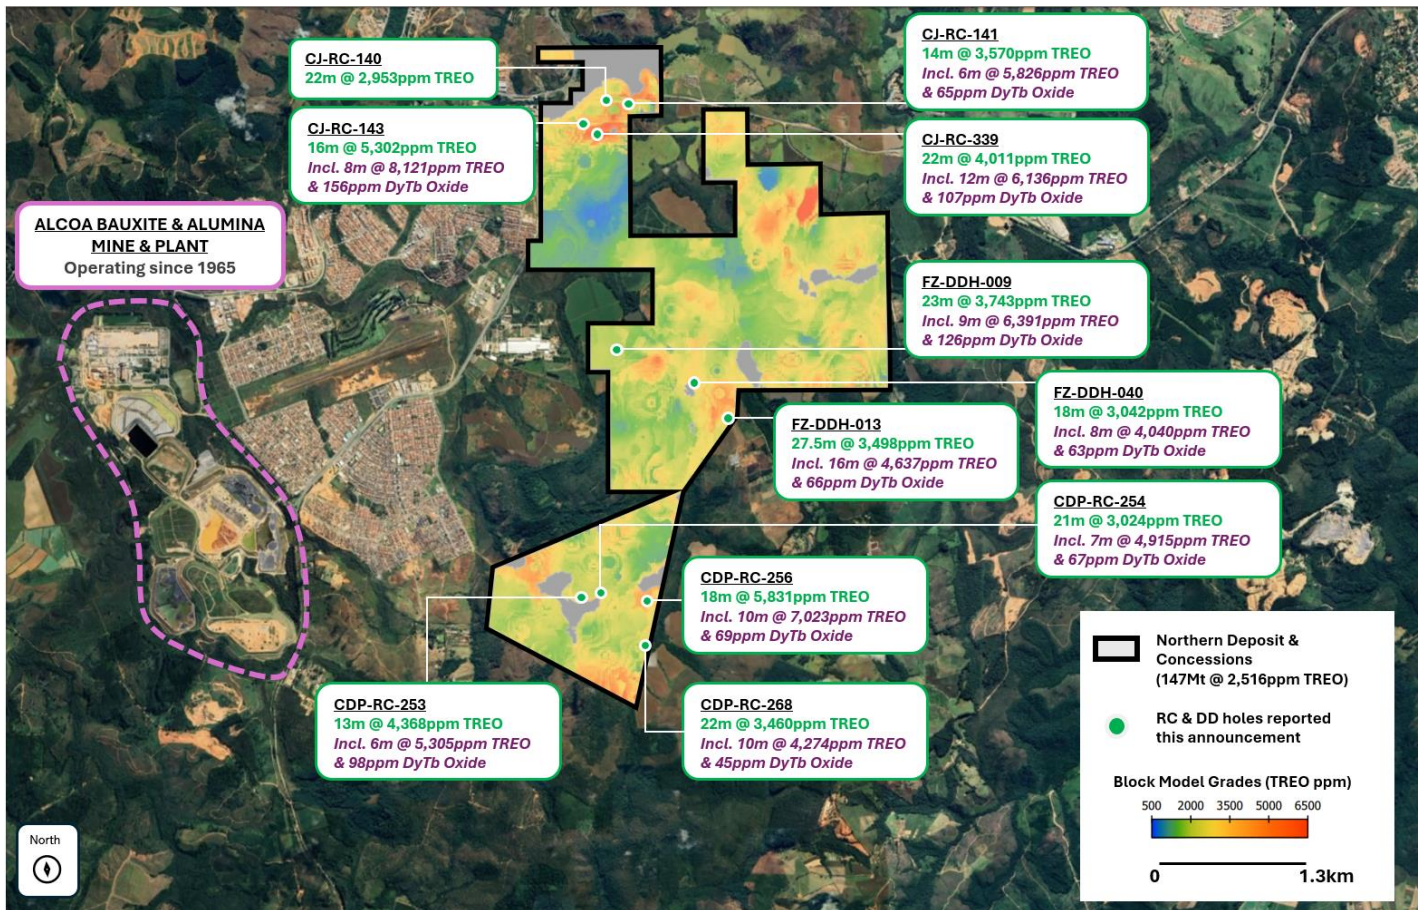 CJ-RC-140
22m @ 2,953ppm TREO
CJ-RC-141
14m @ 3,570ppm TREO
Incl. 6m @ 5,826ppm TREO
& 65ppm DyTb Oxide
CJ-RC-143
16m @ 5,302ppm TREO
Incl. 8m @ 8,121ppm TREO
& 156ppm DyTb Oxide
CJ-RC-339
22m @ 4,011ppm TREO
Incl. 12m @ 6,136ppm TREO
& 107ppm DyTb Oxide
ALCOA BAUXITE & ALUMINA
MINE & PLANT
Operating since 1965
FZ-DDH-009
23m @ 3,743ppm TREO
Incl. 9m @ 6,391ppm TREO
& 126ppm DyTb Oxide
FZ-DDH-040
18m @ 3,042ppm TREO
Incl. 8m @ 4,040ppm TREO
& 63ppm DyTb Oxide
FZ-DDH-013
27.5m @ 3,498ppm TREO
Incl. 16m @ 4,637ppm TREO
& 66ppm DyTb Oxide
CDP-RC-254
21m @ 3,024ppm TREO
Incl. 7m @ 4,915ppm TREO
& 67ppm DyTb Oxide
CDP-RC-256
18m @ 5,831ppm TREO
Incl. 10m @ 7,023ppm TREO
& 69ppm DyTb Oxide
CDP-RC-253
13m @ 4,368ppm TREO
Incl. 6m @ 5,305ppm TREO
& 98ppm DyTb Oxide
CDP-RC-268
22m @ 3,460ppm TREO
Incl. 10m @ 4,274ppm TREO
& 45ppm DyTb Oxide
Northern Deposit &
Concessions
(147Mt @ 2,516ppm TREO)
RC & DD holes reported
this announcement
Block Model Grades (TREO ppm)
500 2000 3500 5000 6500
0 1.3km
North